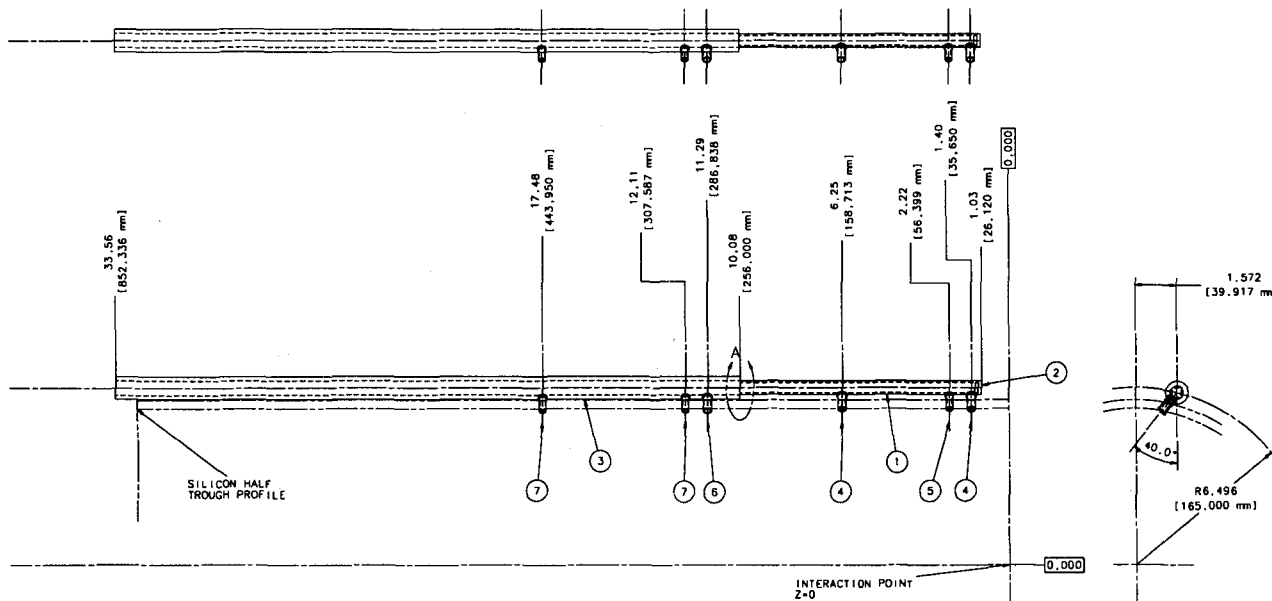 33.56
[852.336 mm]
17.48
[443.950 mm]
12.11
[307.587 mm]
11.29
[286.838 mm]
10.08
[256.000 mm]
6.25
[158.713 mm]
2.22
[56.399 mm]
1.40
[35.650 mm]
1.03
[26.120 mm]
0.000
1.572
[39.917 mm
A
2
SILICON HALF
TROUGH PROFILE
7
3
7
6
4
1
5
4
40.0°
R6.496
[165.000 mm]
INTERACTION POINT
Z=0
0.000